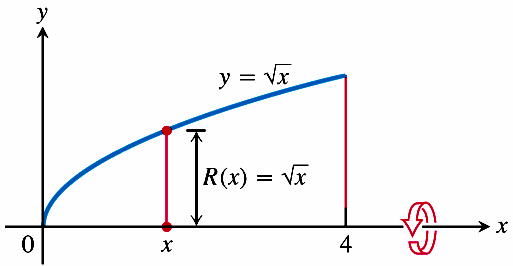 y
y = √x
R(x) = √x
0
x
4
x